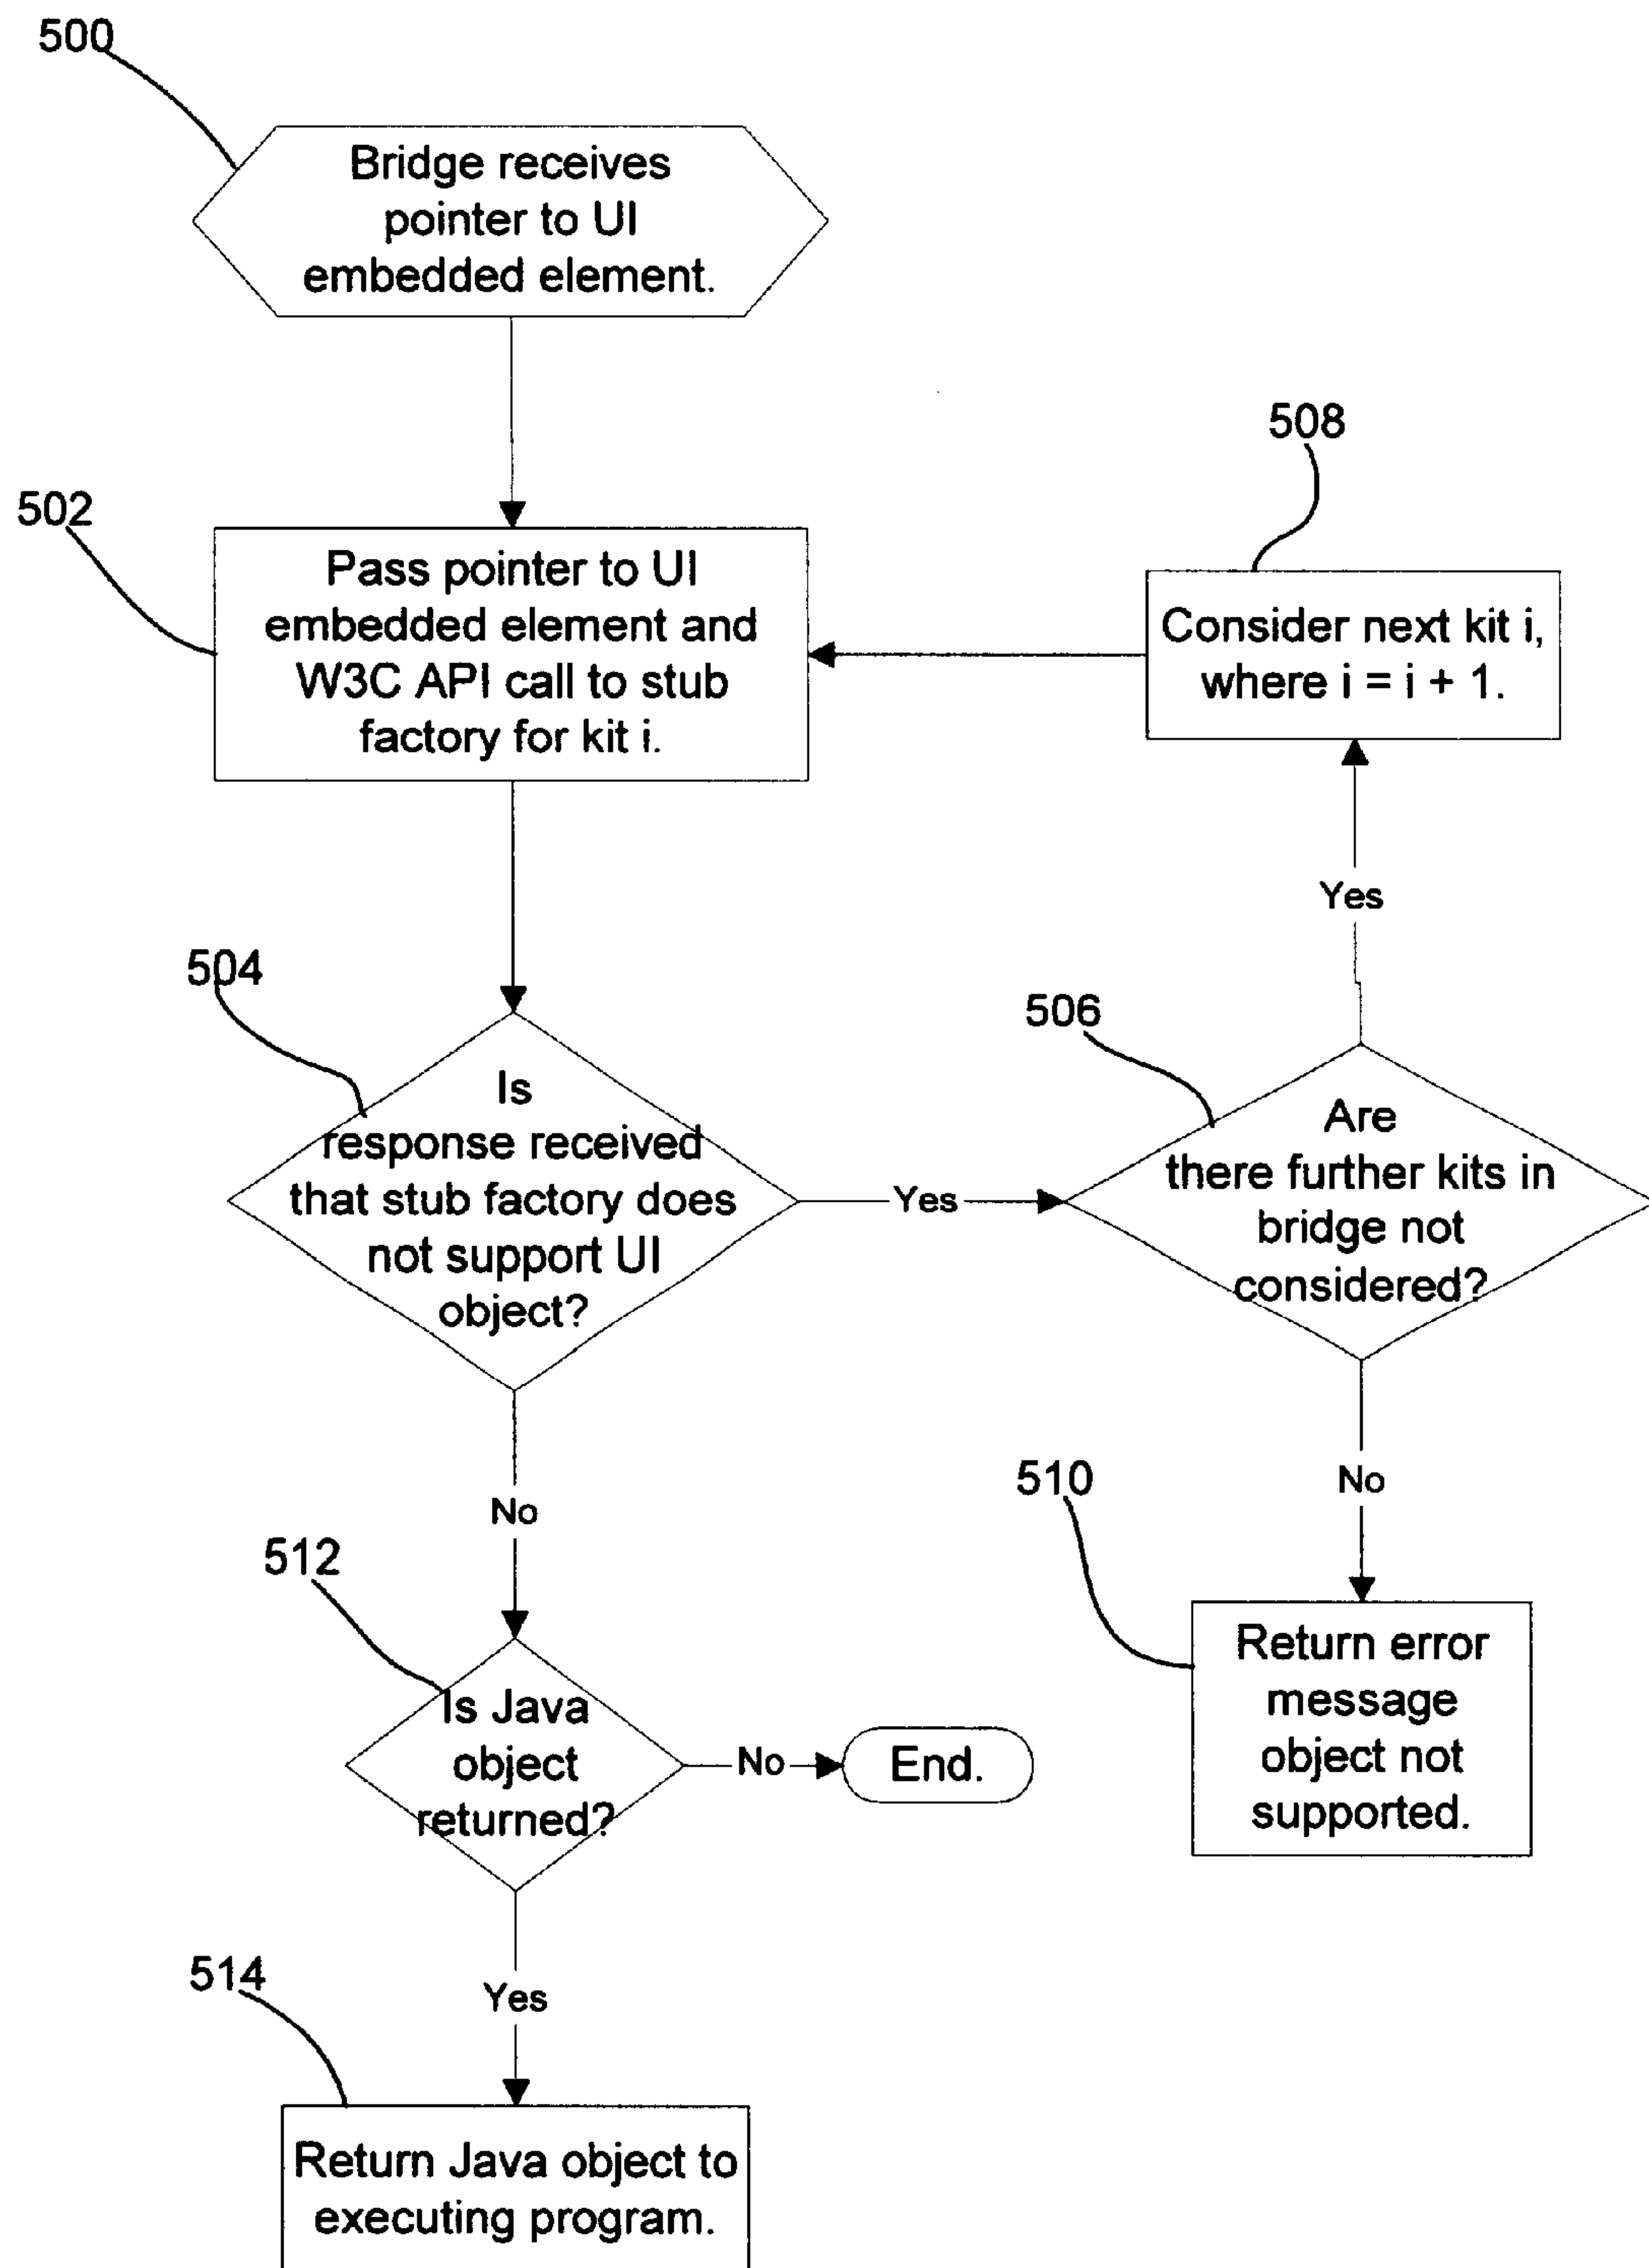 500
Bridge receives
pointer to UI
embedded element.
502
Pass pointer to UI
embedded element and
W3C API call to stub
factory for kit i.
508
Consider next kit i,
where i = i + 1.
Yes
504
Is
response received
that stub factory does
not support UI
object?
Yes
506
Are
there further kits in
bridge not
considered?
No
510
Return error
message
object not
supported.
No
512
Is Java
object
returned?
No
End.
Yes
514
Return Java object to
executing program.